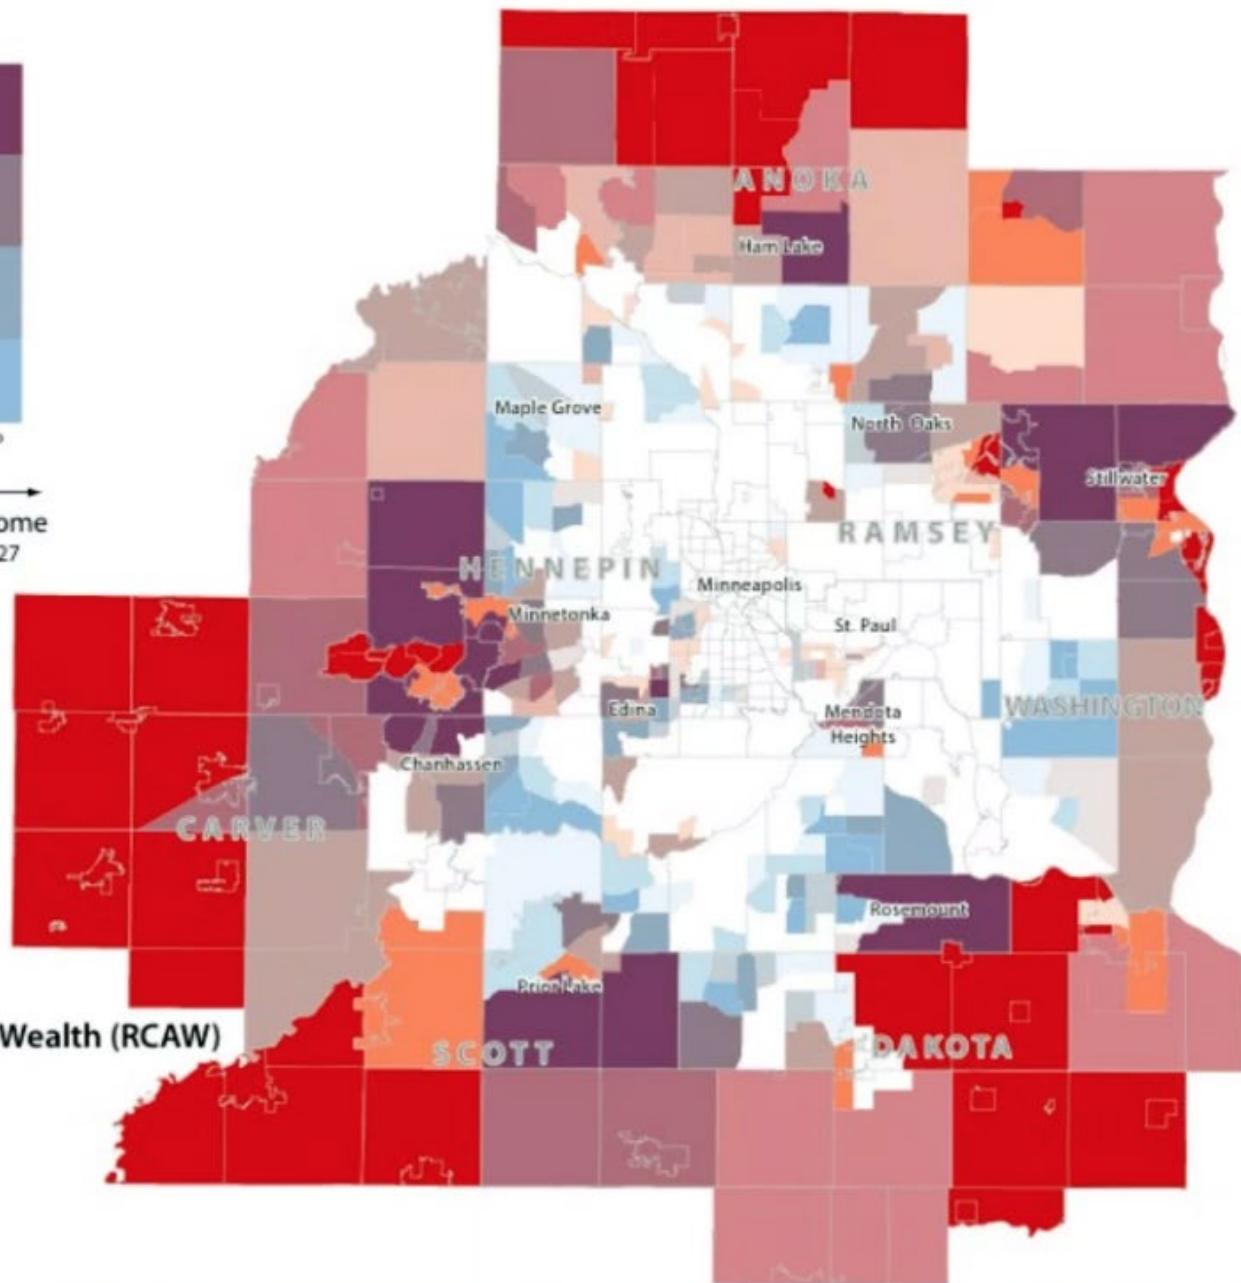 ANOKA
Ham Lake
Maple Grove
North Oaks
Stillwater
ome
27
RAMSEY
HENNEPIN
Minneapolis
Minnetonka
St. Paul
Edina
Mendota
Heights
WASHINGTON
Chanhassen
CARVER
Rosemount
Prior Lake
Wealth (RCAW)
SCOTT
DAKOTA